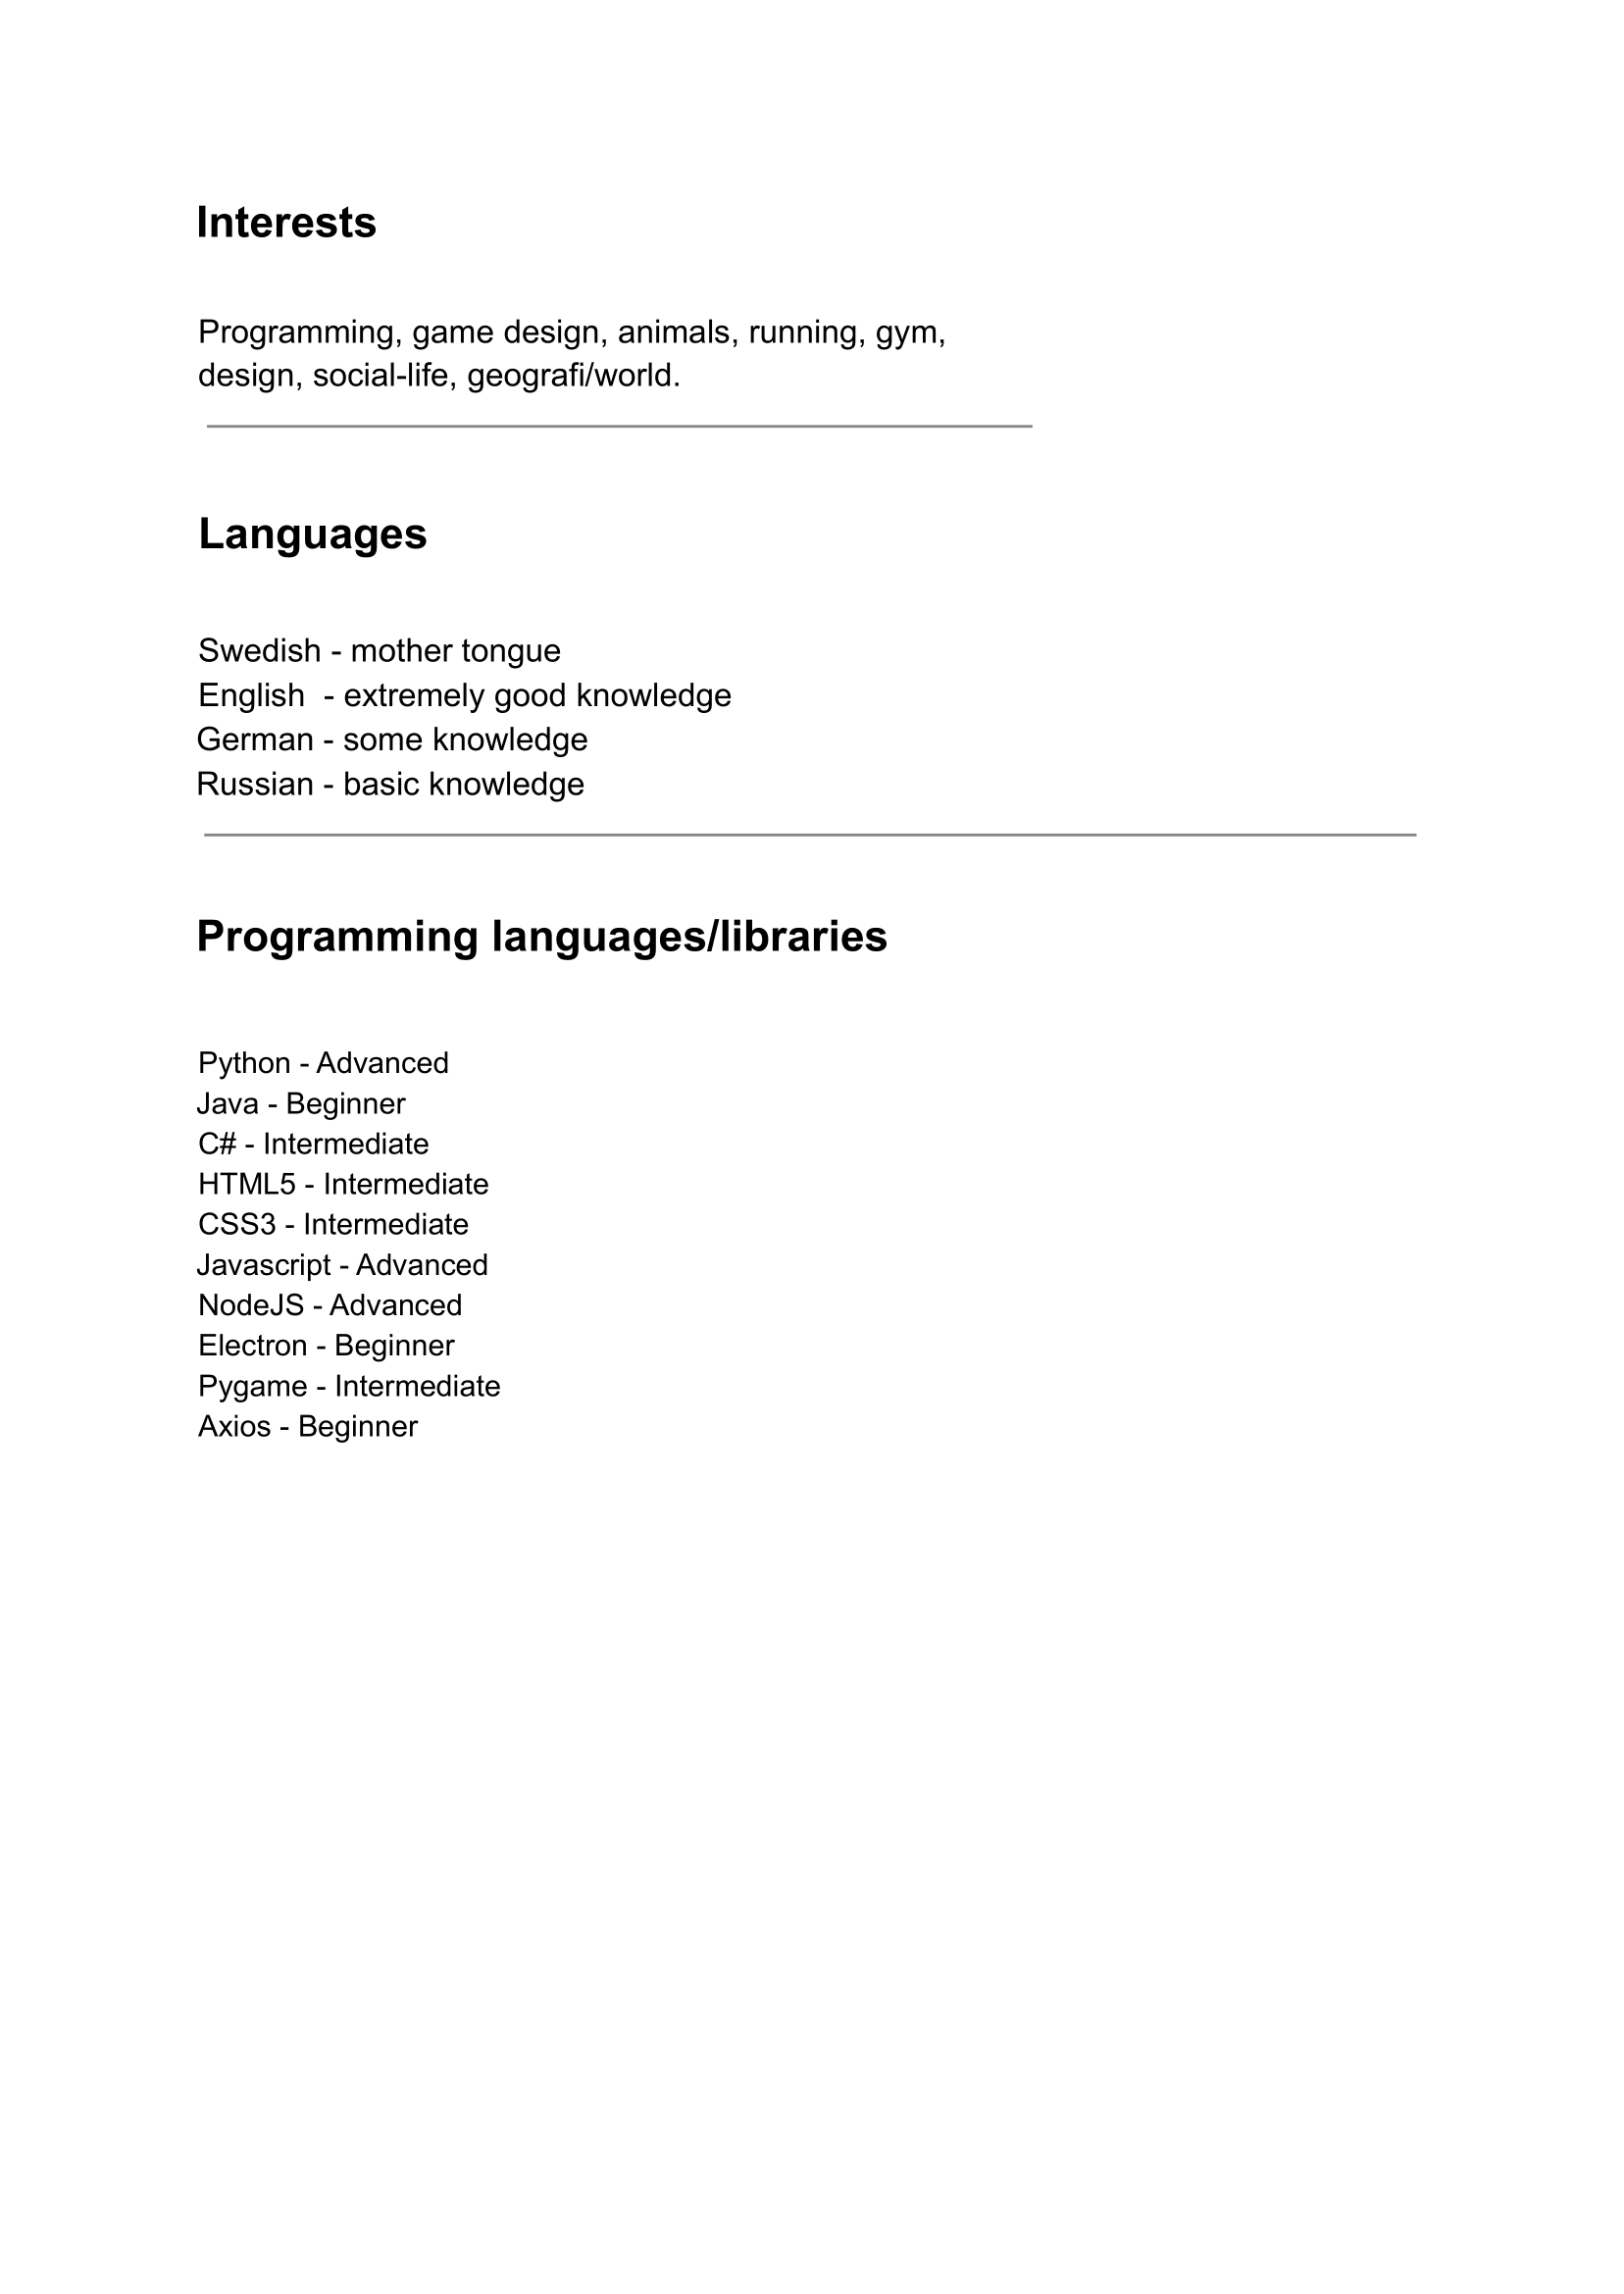 Interests
Programming, game design, animals, running, gym,
design, social-life, geografi/world.
Languages
Swedish - mother tongue
English  - extremely good knowledge
German - some knowledge
Russian - basic knowledge
Programming languages/libraries
Python - Advanced
Java - Beginner
C# - Intermediate
HTML5 - Intermediate
CSS3 - Intermediate
Javascript - Advanced
NodeJS - Advanced
Electron - Beginner
Pygame - Intermediate
Axios - Beginner